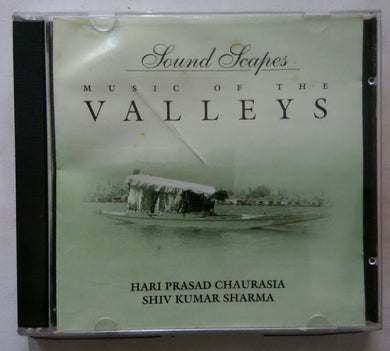 Sound Scapes
MUSIC OF THE
VALLEYS
HARI PRASAD CHAURASIA
SHIV KUMAR SHARMA